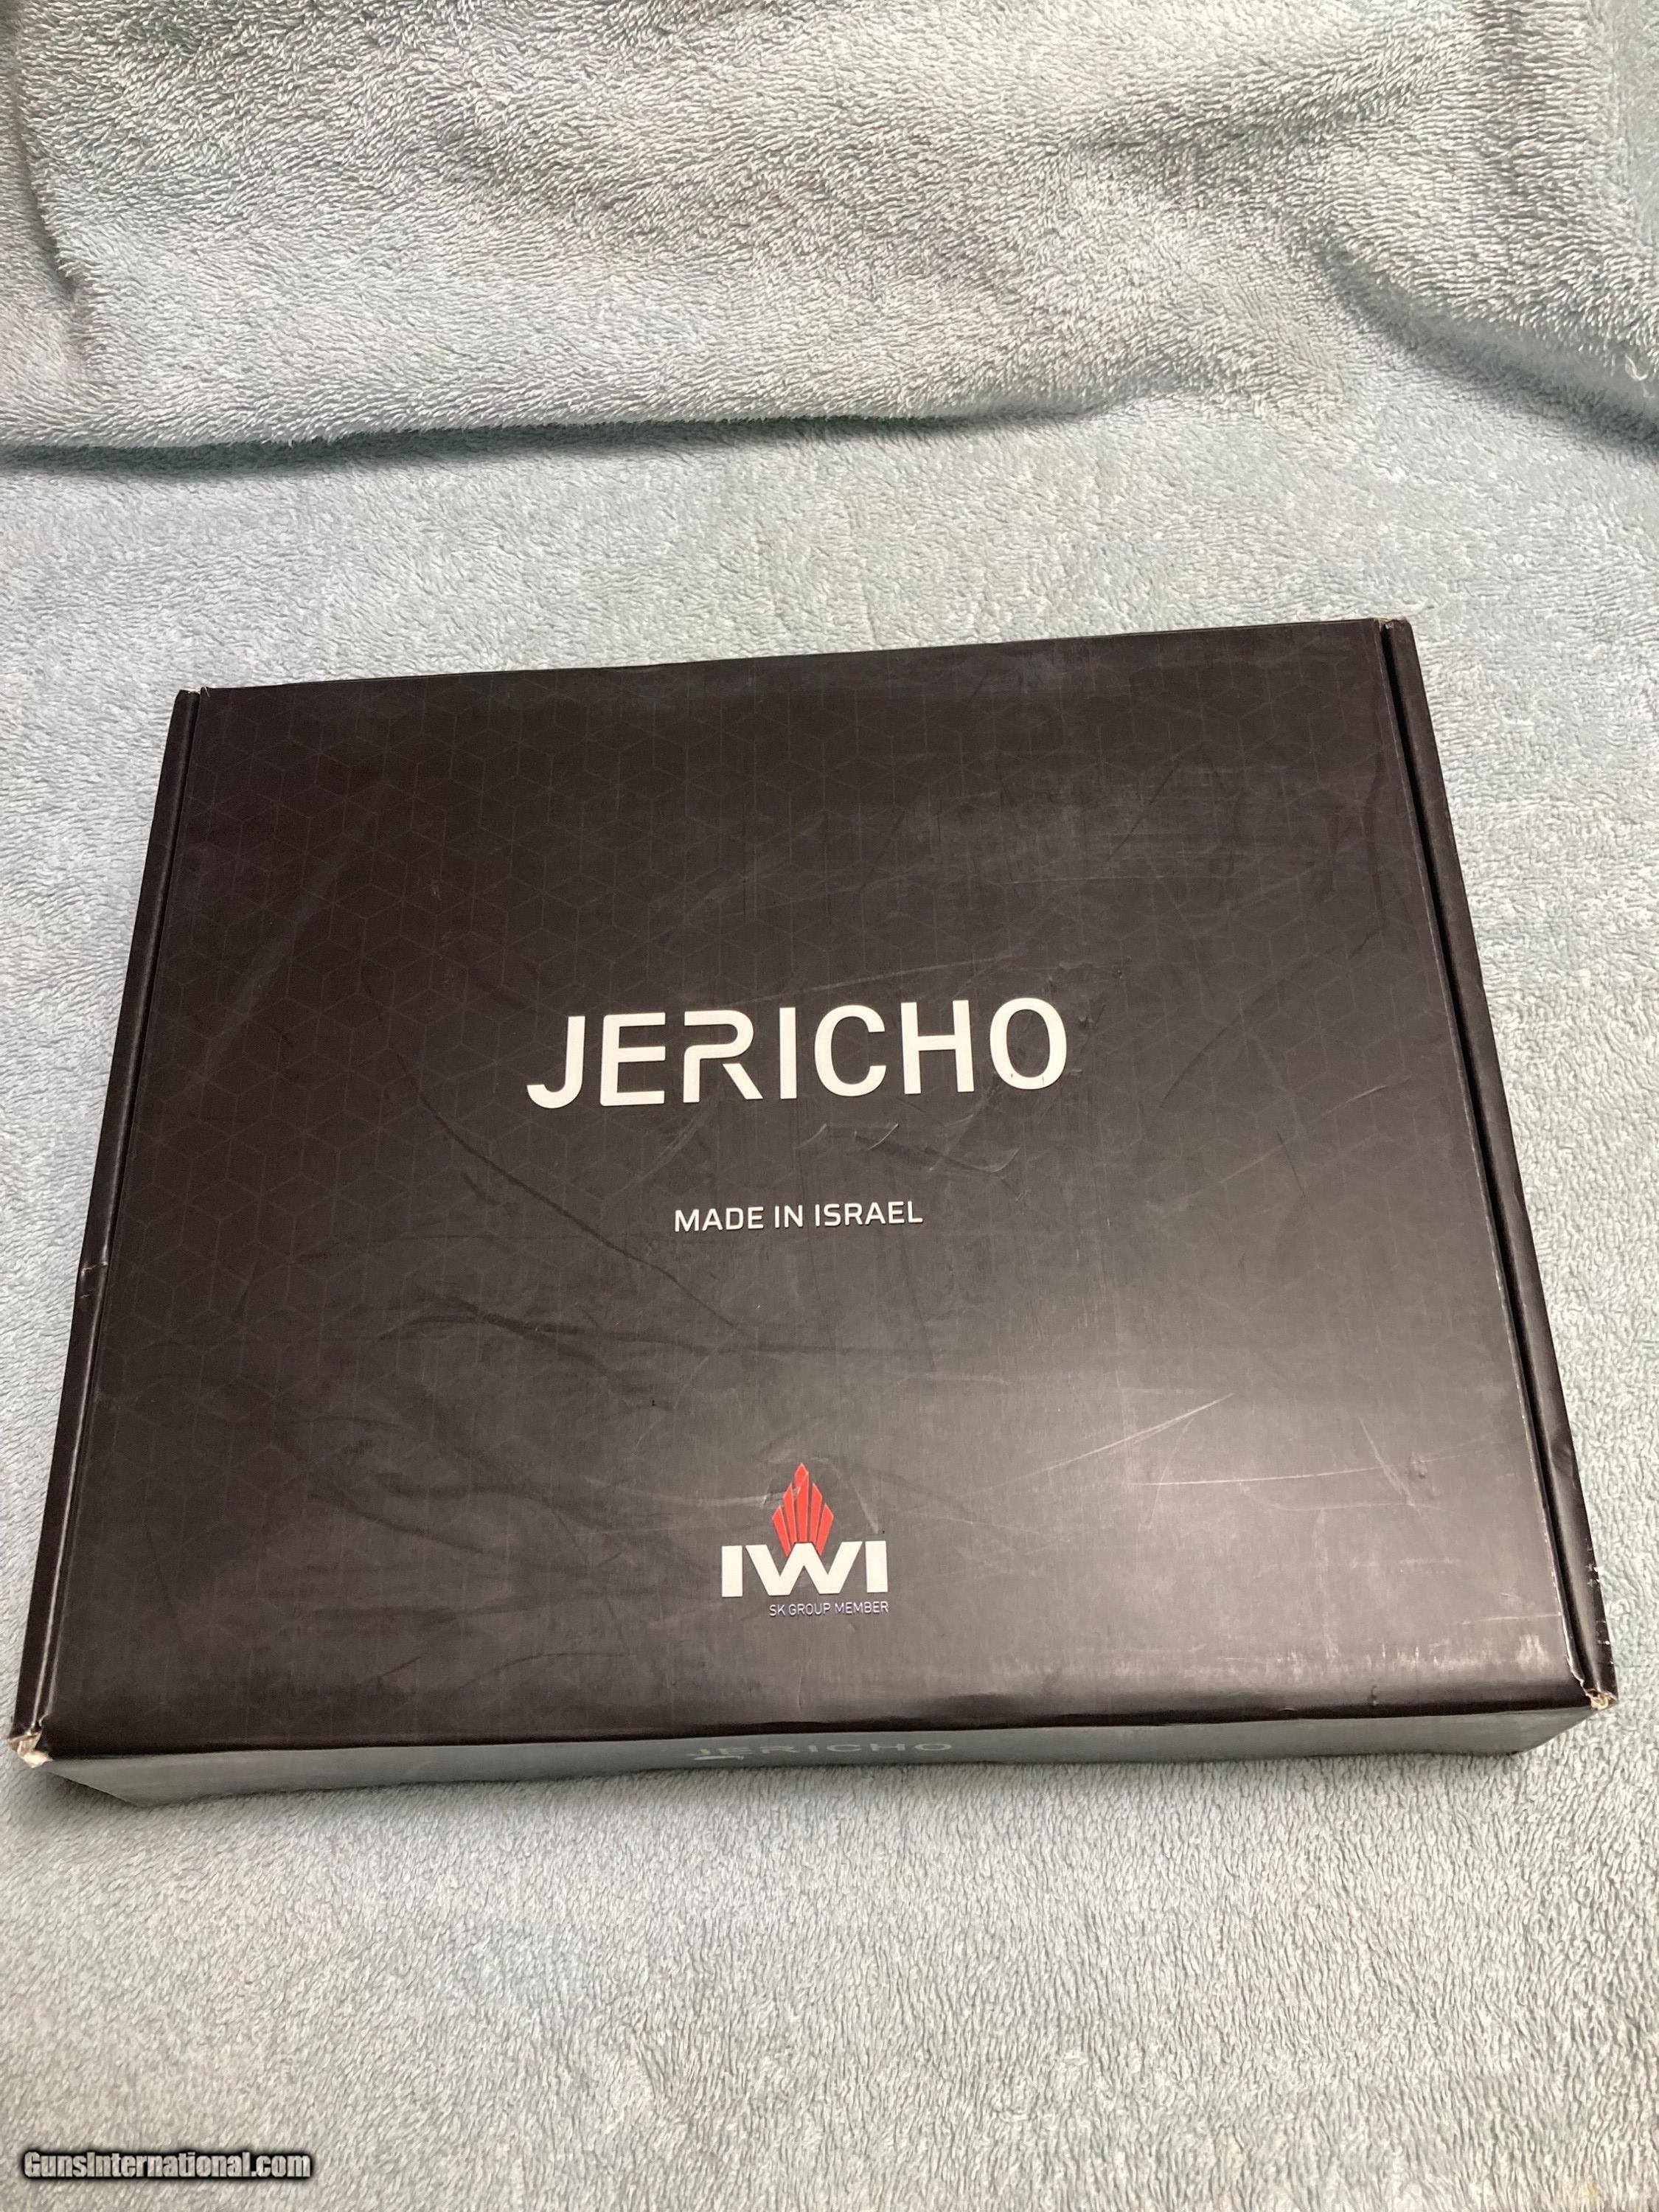 JERICHO
MADE IN ISRAEL
IWI
SK GROUP MEMBER
JERICHO
GunsInternational.com